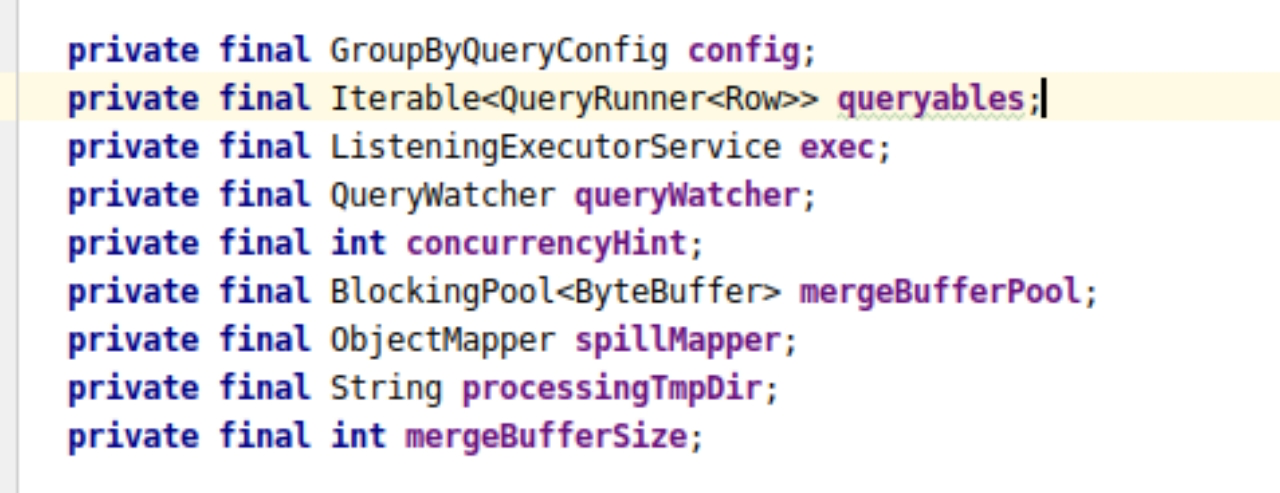 private final GroupByQueryConfig config;
private final Iterable<QueryRunner<Row>> queryables;
private final ListeningExecutorService exec;
private final QueryWatcher queryWatcher;
private final int concurrencyHint;
private final BlockingPool<ByteBuffer> mergeBufferPool;
private final ObjectMapper spillMapper;
private final String processingTmpDir;
private final int mergeBufferSize;